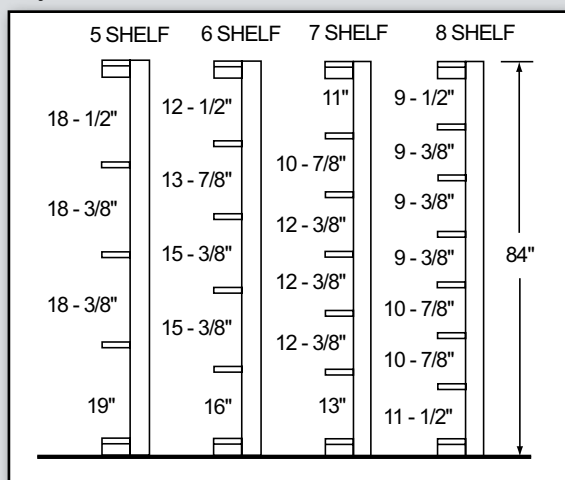 5 SHELF 6 SHELF 7 SHELF 8 SHELF
18 - 1/2"
18 - 3/8"
18 - 3/8"
19"
12 - 1/2"
13 - 7/8"
15 - 3/8"
15 - 3/8"
16"
11"
10 - 7/8"
12 - 3/8"
12 - 3/8"
12 - 3/8"
13"
9 - 1/2"
9 - 3/8"
9 - 3/8"
9 - 3/8"
10 - 7/8"
10 - 7/8"
11 - 1/2"
84"